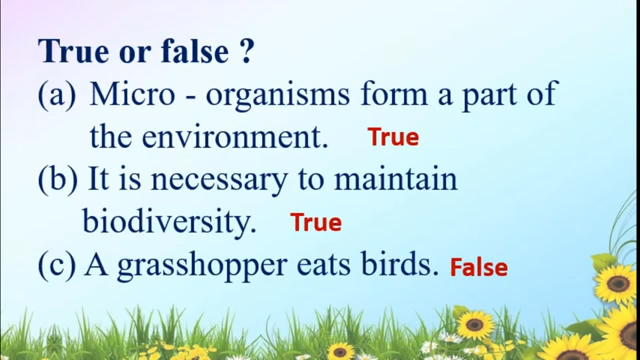 True or false ?
(a) Micro - organisms form a part of
the environment. True
(b) It is necessary to maintain
biodiversity. True
(c) A grasshopper eats birds. False